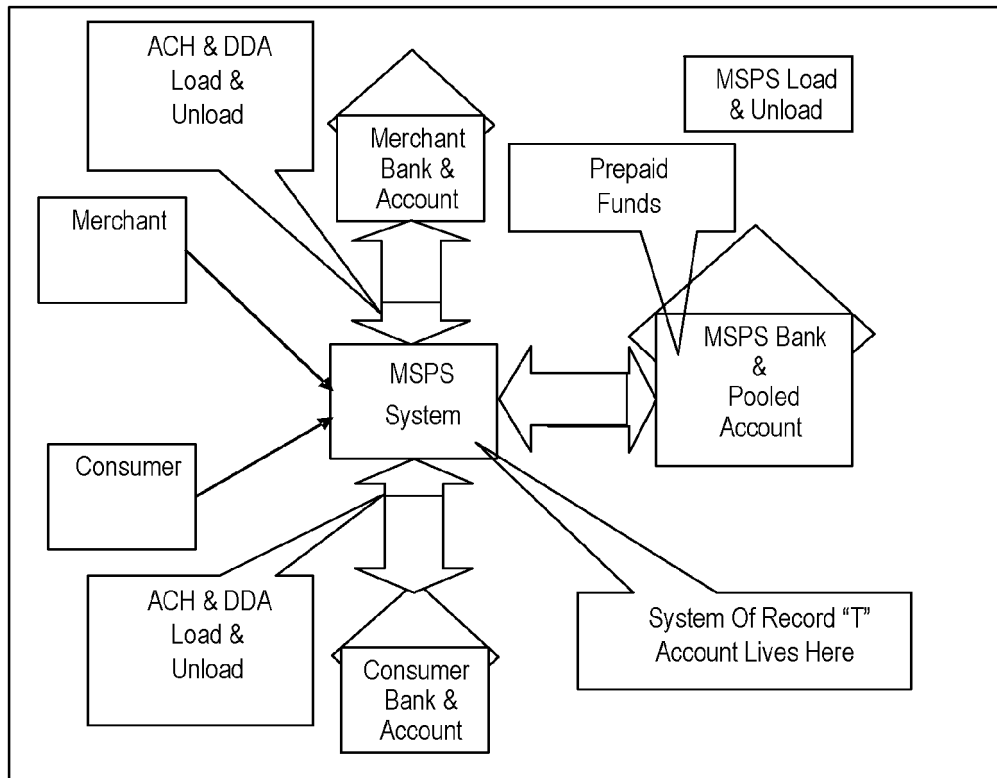 ACH & DDA
Load &
Unload
MSPS Load
& Unload
Merchant
Bank &
Account
Prepaid
Funds
Merchant
MSPS Bank
&
Pooled
Account
MSPS
System
Consumer
ACH & DDA
Load &
Unload
System Of Record “T”
Account Lives Here
Consumer
Bank &
Account